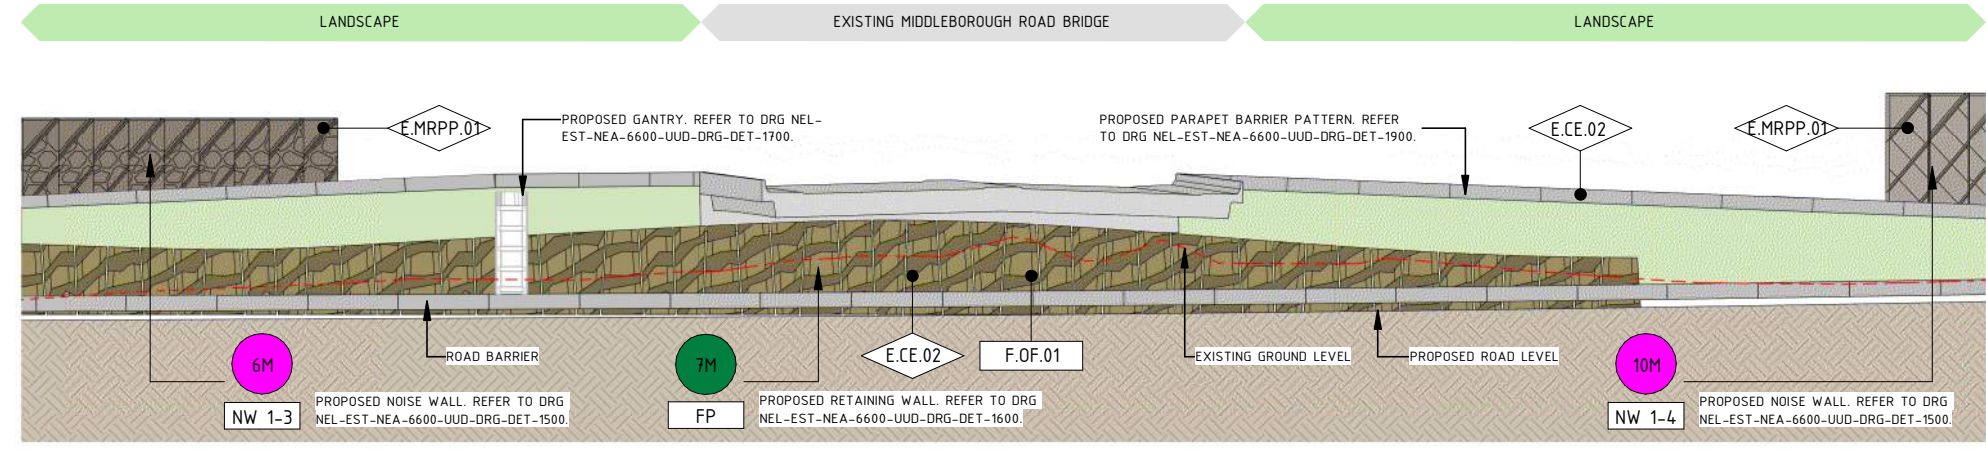 LANDSCAPE
EXISTING MIDDLEBOROUGH ROAD BRIDGE
LANDSCAPE
E.MRPP.01
PROPOSED GANTRY. REFER TO DRG NEL-
EST-NEA-6600-UUD-DRG-DET-1700.
PROPOSED PARAPET BARRIER PATTERN. REFER
TO DRG NEL-EST-NEA-6600-UUD-DRG-DET-1900.
E.CE.02
E.MRPP.01
6M
NW 1-3
PROPOSED NOISE WALL. REFER TO DRG
NEL-EST-NEA-6600-UUD-DRG-DET-1500.
ROAD BARRIER
7M
FP
PROPOSED RETAINING WALL. REFER TO DRG
NEL-EST-NEA-6600-UUD-DRG-DET-1600.
E.CE.02
F.OF.01
EXISTING GROUND LEVEL
PROPOSED ROAD LEVEL
10M
NW 1-4
PROPOSED NOISE WALL. REFER TO DRG
NEL-EST-NEA-6600-UUD-DRG-DET-1500.